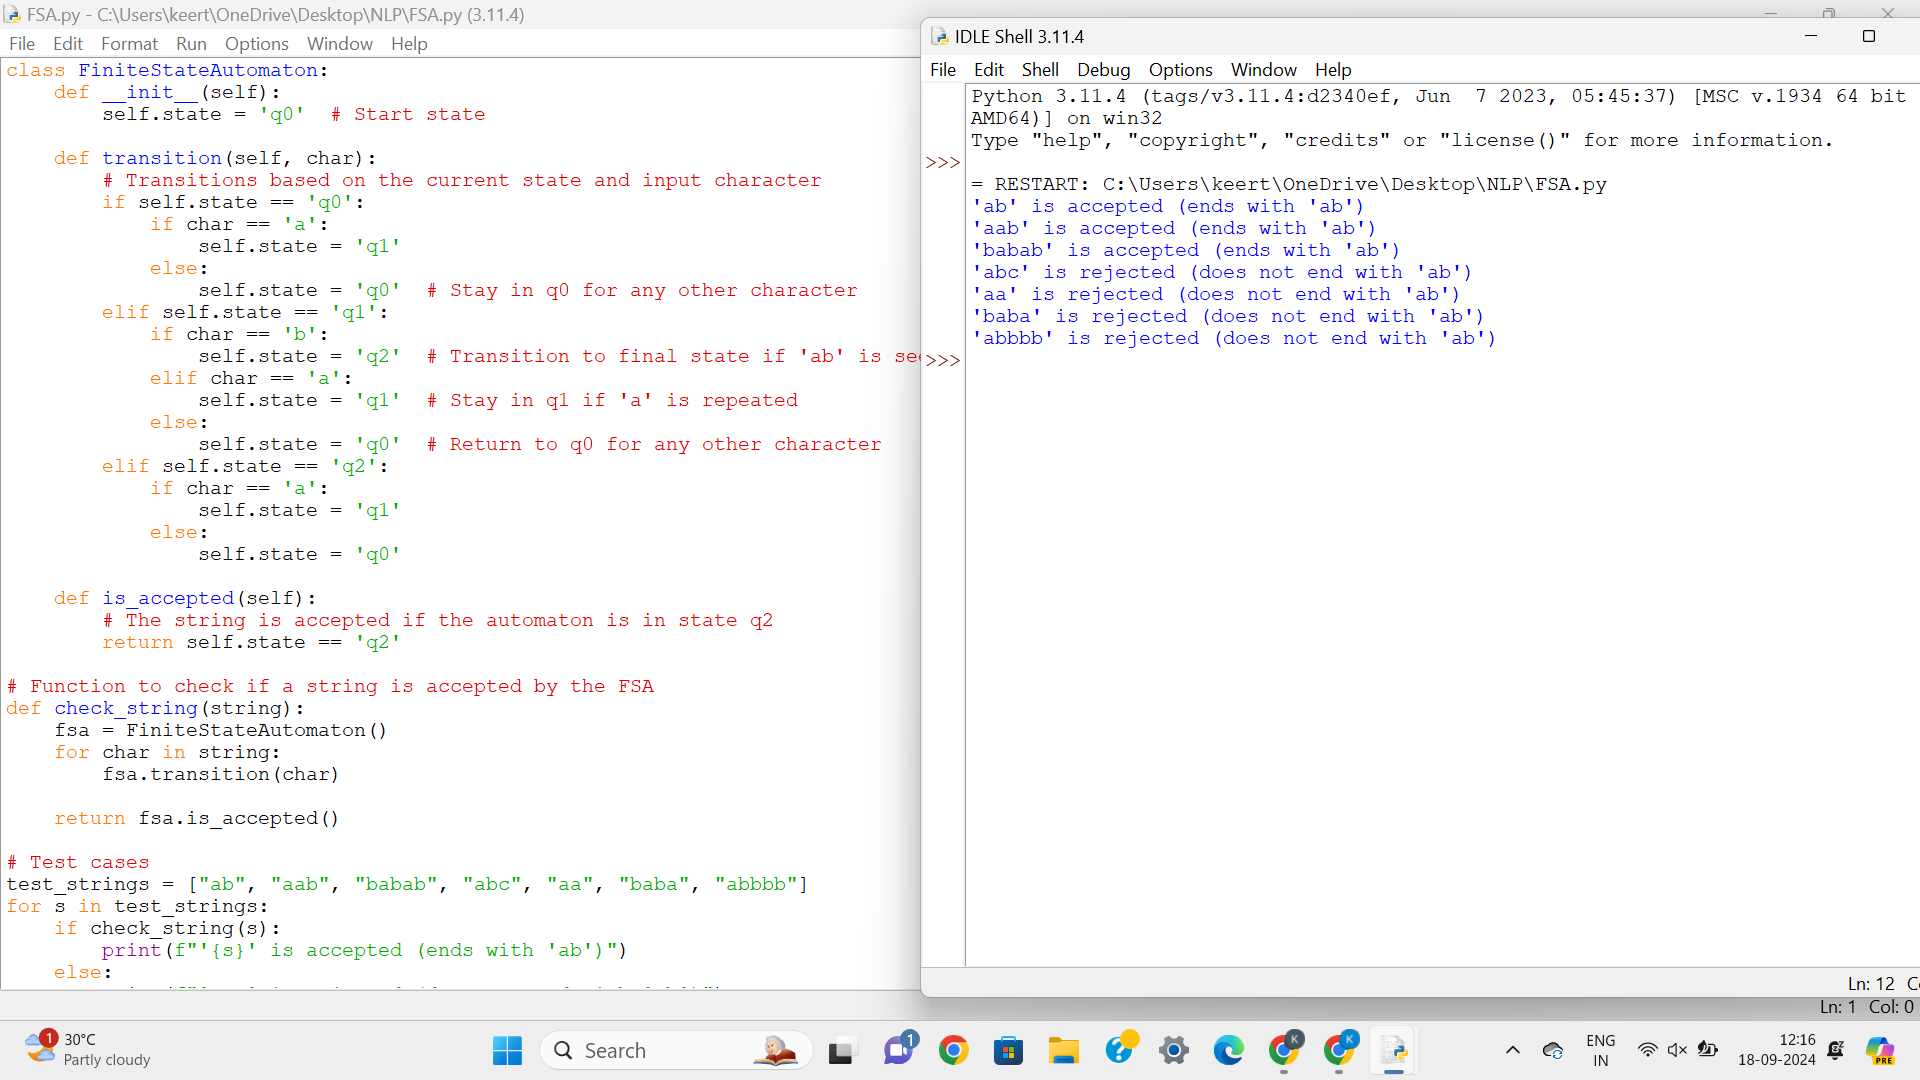 FSA.py - C:\Users\keert\OneDrive\Desktop\NLP\FSA.py (3.11.4)
File Edit Format Run Options Window Help
class FiniteStateAutomaton:
    def __init__(self):
        self.state = 'q0'  # Start state

    def transition(self, char):
        # Transitions based on the current state and input character
        if self.state == 'q0':
            if char == 'a':
                self.state = 'q1'
            else:
                self.state = 'q0'  # Stay in q0 for any other character
        elif self.state == 'q1':
            if char == 'b':
                self.state = 'q2'  # Transition to final state if 'ab' is
            elif char == 'a':
                self.state = 'q1'  # Stay in q1 if 'a' is repeated
            else:
                self.state = 'q0'  # Return to q0 for any other character
        elif self.state == 'q2':
            if char == 'a':
                self.state = 'q1'
            else:
                self.state = 'q0'

    def is_accepted(self):
        # The string is accepted if the automaton is in state q2
        return self.state == 'q2'

# Function to check if a string is accepted by the FSA
def check_string(string):
    fsa = FiniteStateAutomaton()
    for char in string:
        fsa.transition(char)

    return fsa.is_accepted()

# Test cases
test_strings = ["ab", "aab", "babab", "abc", "aa", "baba", "abbbb"]
for s in test_strings:
    if check_string(s):
        print(f"'{s}' is accepted (ends with 'ab')")
    else:
IDLE Shell 3.11.4
File Edit Shell Debug Options Window Help
Python 3.11.4 (tags/v3.11.4:d2340ef, Jun  7 2023, 05:45:37) [MSC v.1934 64 bit
AMD64)] on win32
Type "help", "copyright", "credits" or "license()" for more information.
>>>
= RESTART: C:\Users\keert\OneDrive\Desktop\NLP\FSA.py
'ab' is accepted (ends with 'ab')
'aab' is accepted (ends with 'ab')
'babab' is accepted (ends with 'ab')
'abc' is rejected (does not end with 'ab')
'aa' is rejected (does not end with 'ab')
'baba' is rejected (does not end with 'ab')
'abbbb' is rejected (does not end with 'ab')
>>>
Ln: 12
Ln: 1 Col: 0
1
30°C
Partly cloudy
Search
1
K
K
ENG
IN
12:16
18-09-2024
PRE